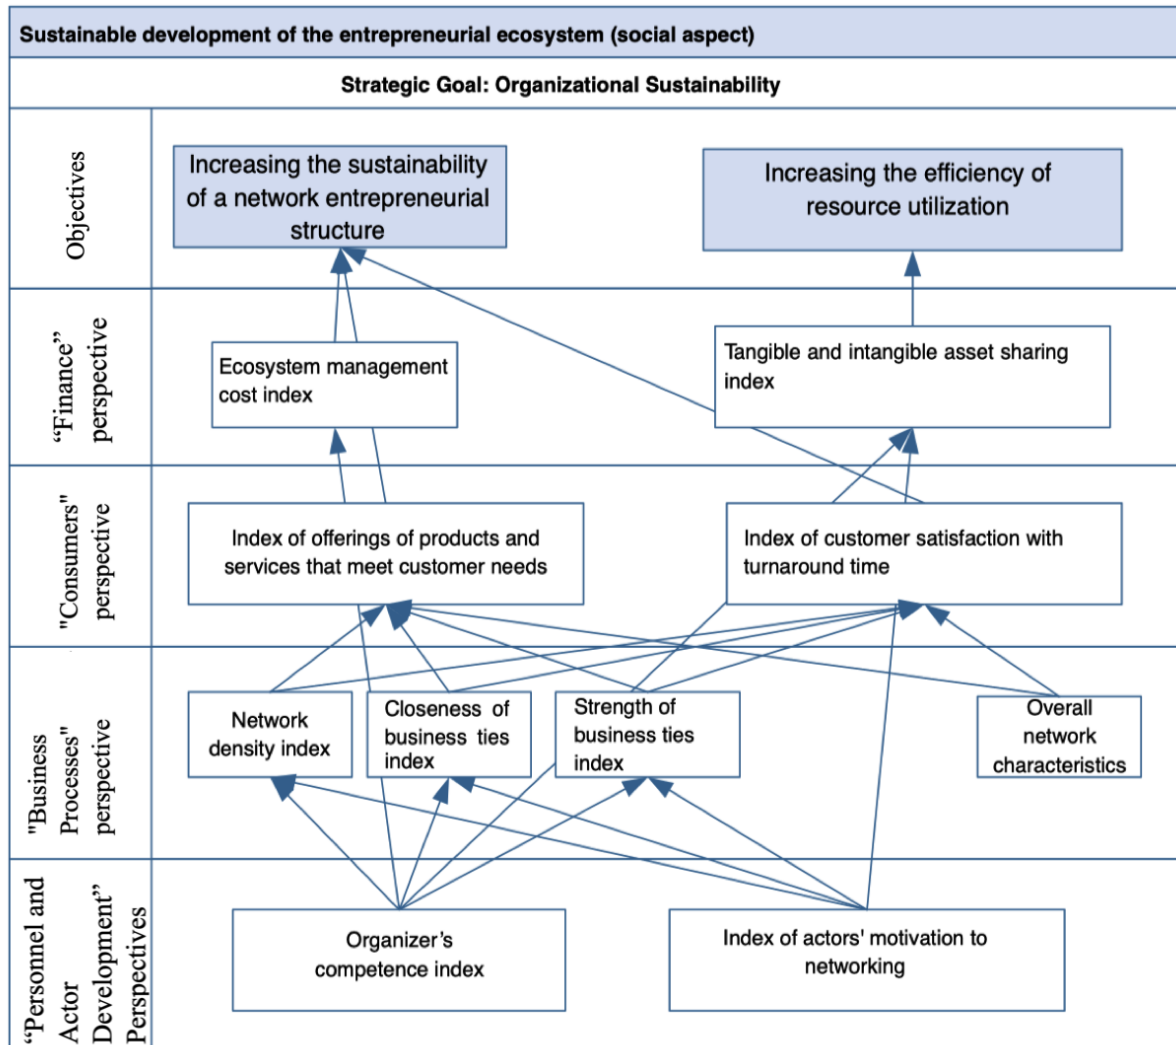 Sustainable development of the entrepreneurial ecosystem (social aspect)
Strategic Goal: Organizational Sustainability
Objectives
Increasing the sustainability
of a network entrepreneurial
structure
Increasing the efficiency of
resource utilization
“Finance”
perspective
Ecosystem management
cost index
Tangible and intangible asset sharing
index
"Consumers"
perspective
Index of offerings of products and
services that meet customer needs
Index of customer satisfaction with
turnaround time
"Business
Processes"
perspective
Network
density index
Closeness of
business ties
index
Strength of
business ties
index
Overall
network
characteristics
“Personnel and
Actor
Development”
Perspectives
Organizer’s
competence index
Index of actors' motivation to
networking